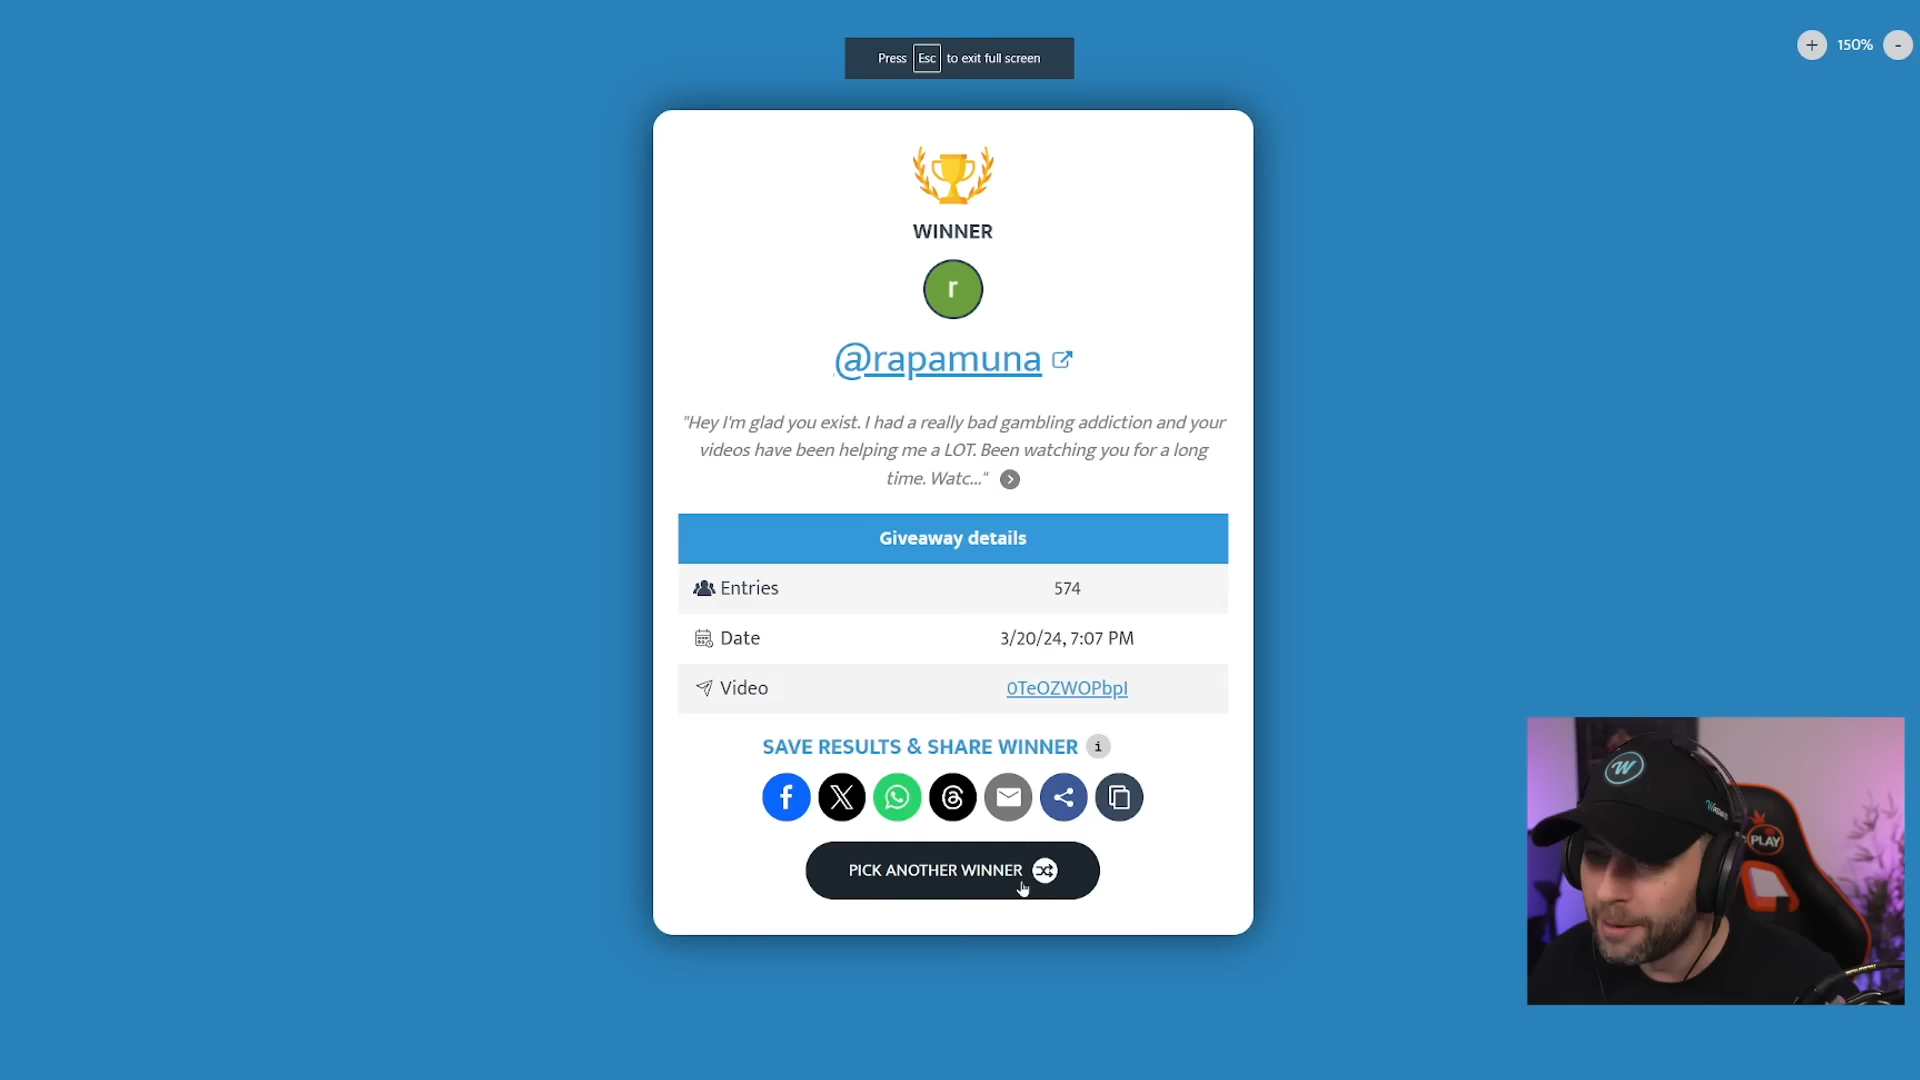 Press Esc to exit full screen
+ 150% -
WINNER
r
@rapamuna
"Hey I'm glad you exist. I had a really bad gambling addiction and your
videos have been helping me a LOT. Been watching you for a long
time. Watc..."
Giveaway details
Entries 574
Date 3/20/24, 7:07 PM
Video 0TeOZWOPbpI
SAVE RESULTS & SHARE WINNER i
PICK ANOTHER WINNER
W
PLAY